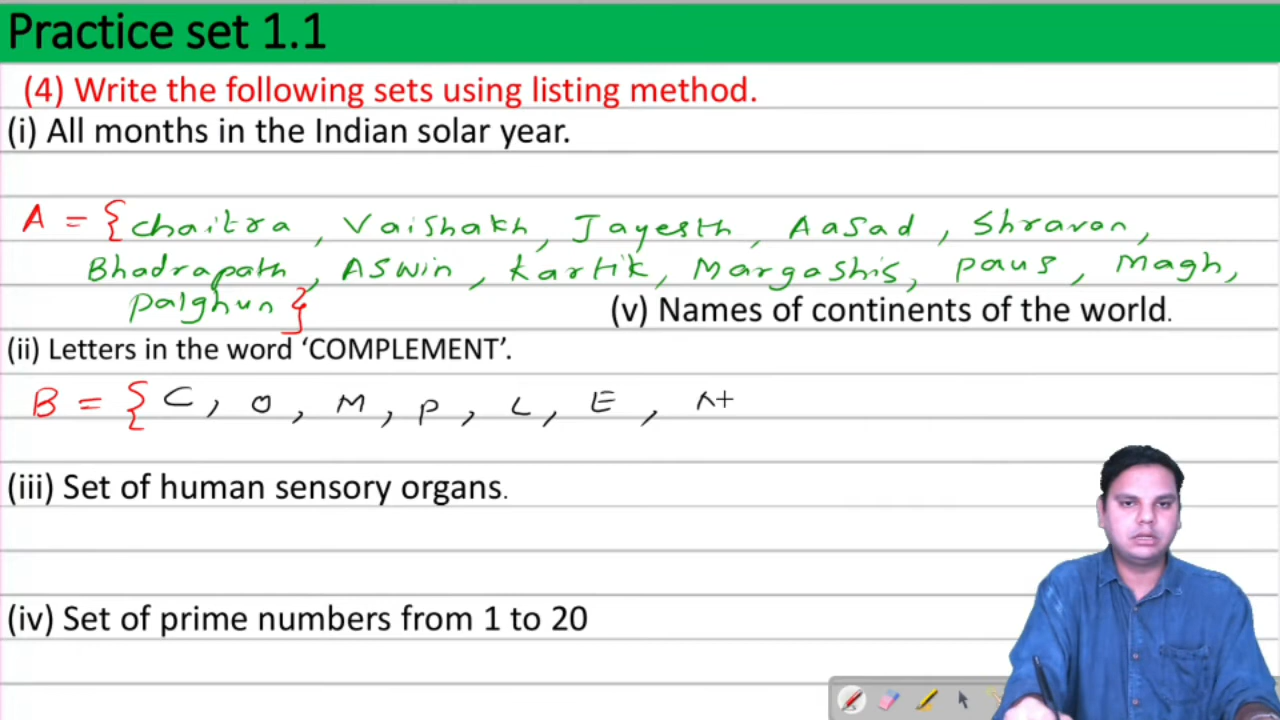 Practice set 1.1
(4) Write the following sets using listing method.
(i) All months in the Indian solar year.
A = { chaitra, Vaishakh, Jayesth, Aasad, Shravan,
Bhadrapath, Aswin, Kartik, Margashis, paus, Magh,
palghun }
(v) Names of continents of the world.
(ii) Letters in the word ‘COMPLEMENT’.
B = { C, O, M, P, L, E,
(iii) Set of human sensory organs.
(iv) Set of prime numbers from 1 to 20